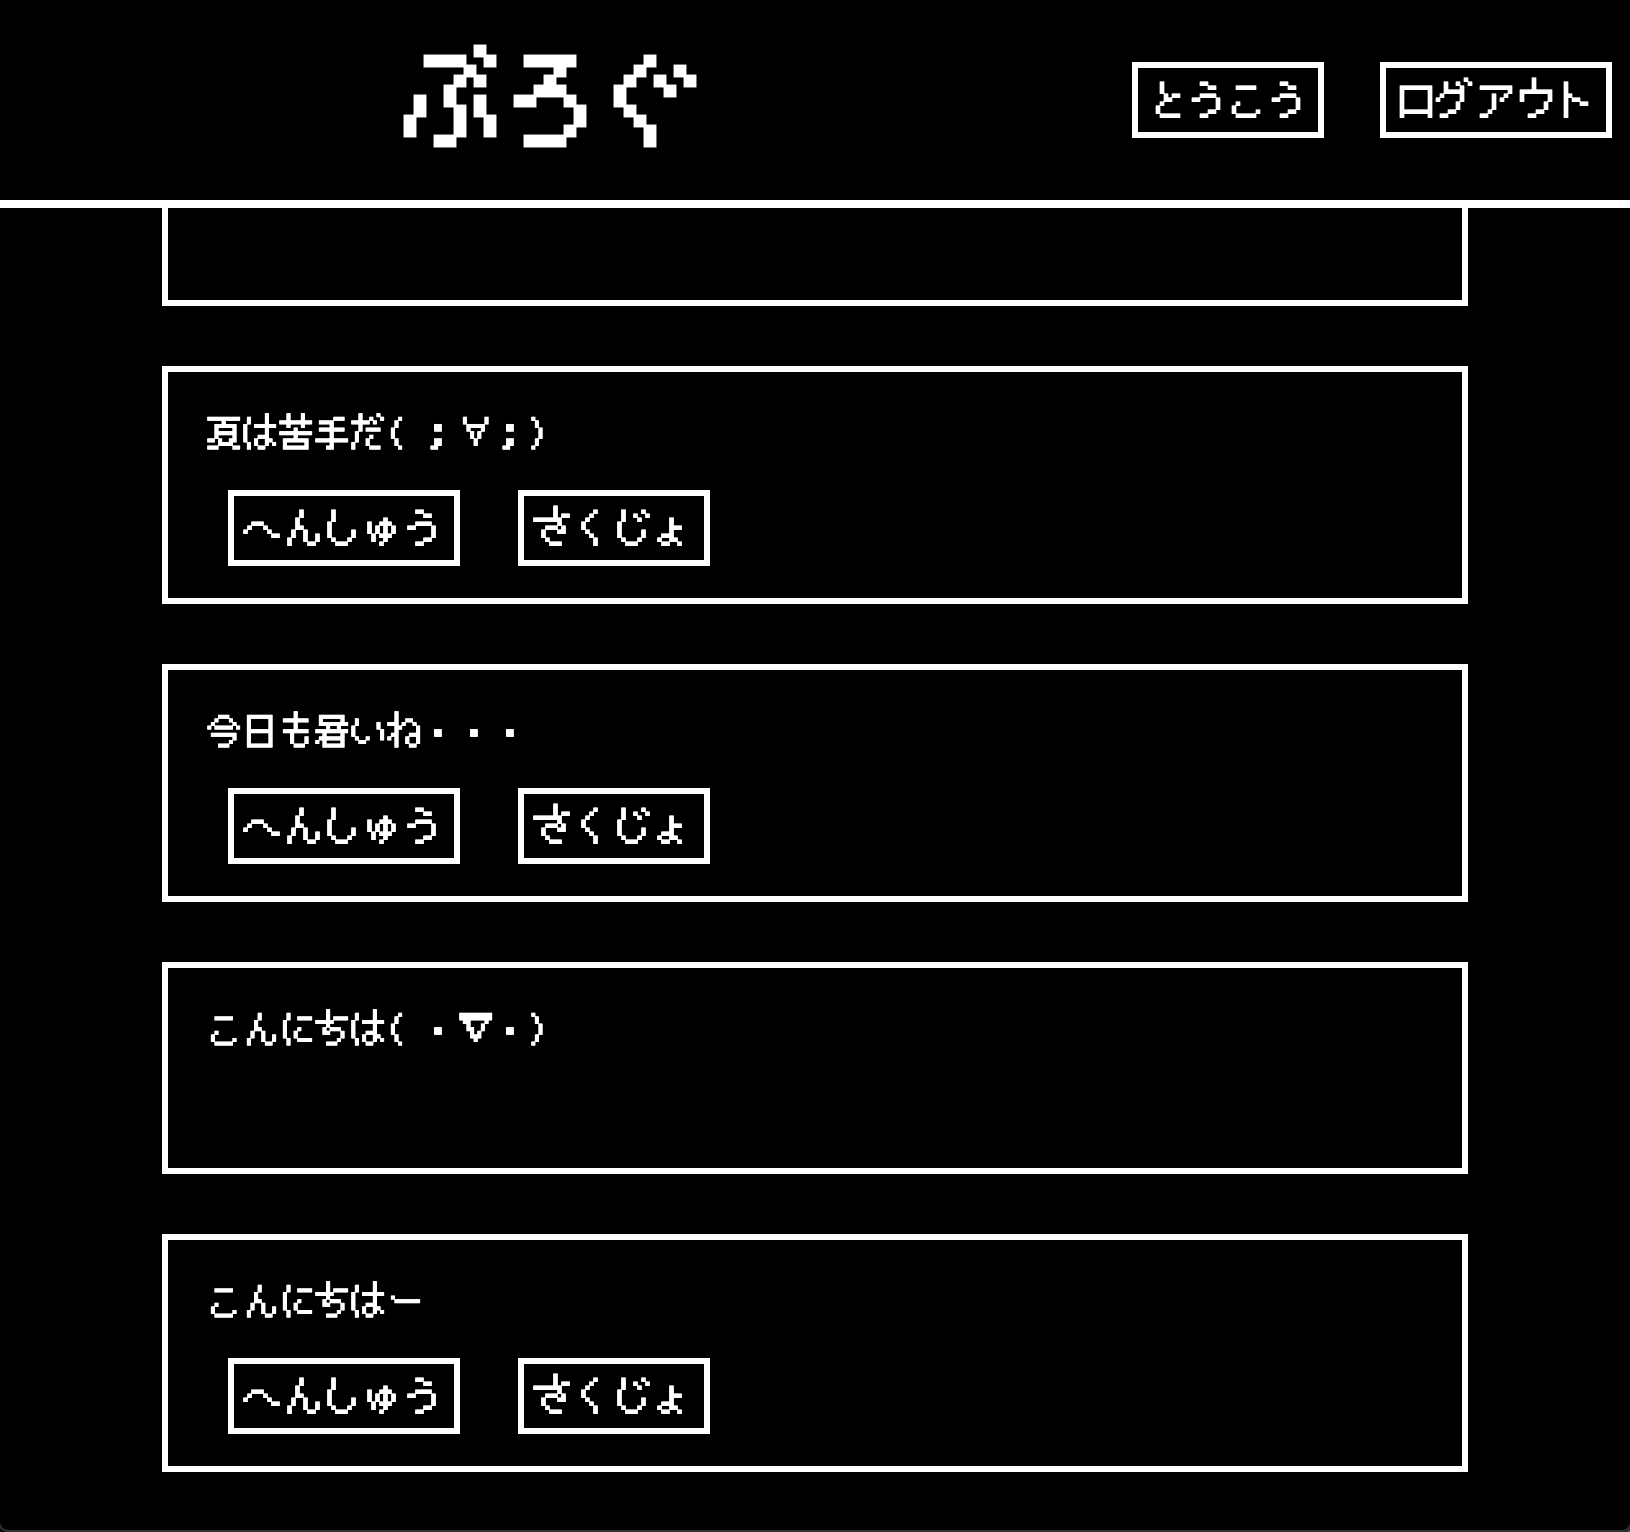 ぶろぐ
とうこう ログアウト
夏は苦手だ( ；∀；)
へんしゅう さくじょ
今日も暑いね・・・
へんしゅう さくじょ
こんにちは( ・∇・)
こんにちはー
へんしゅう さくじょ